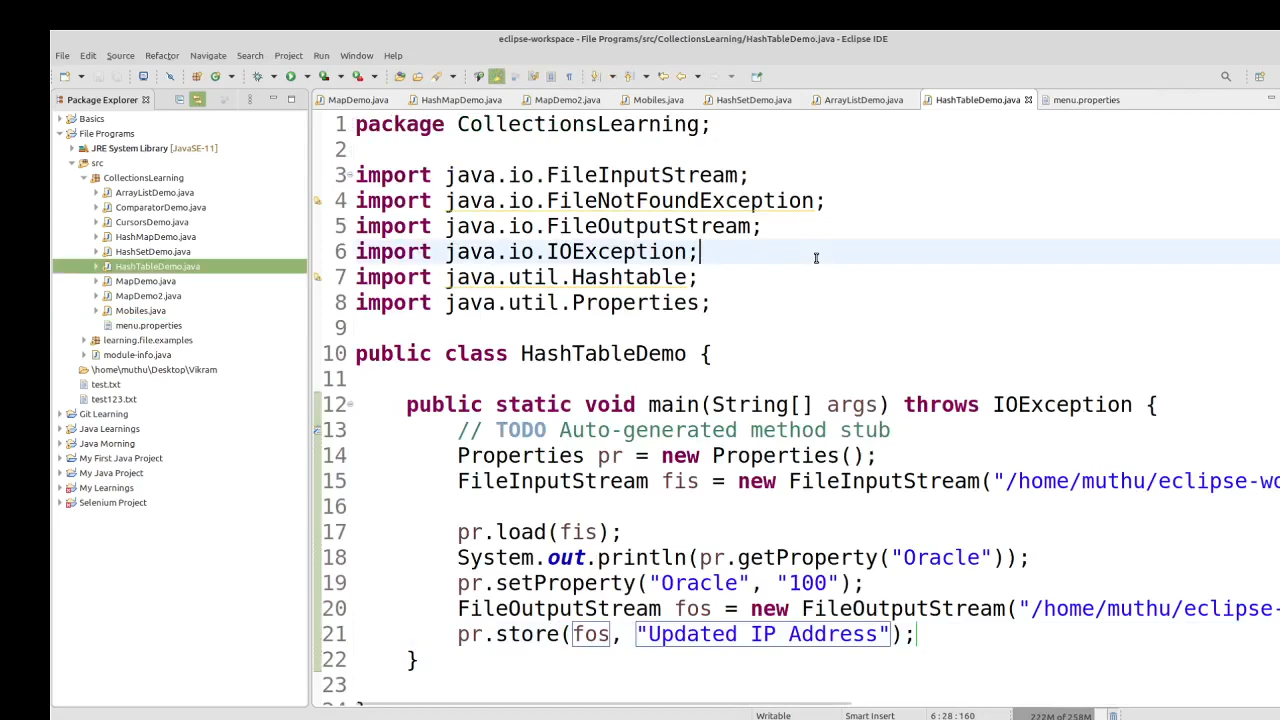 eclipse-workspace - File Programs/src/CollectionsLearning/HashTableDemo.java - Eclipse IDE
File Edit Source Refactor Navigate Search Project Run Window Help
Package Explorer
MapDemo.java HashMapDemo.java MapDemo2.java Mobiles.java HashSetDemo.java ArrayListDemo.java HashTableDemo.java menu.properties
Basics
File Programs
JRE System Library [JavaSE-11]
src
CollectionsLearning
ArrayListDemo.java
ComparatorDemo.java
CursorsDemo.java
HashMapDemo.java
HashSetDemo.java
HashTableDemo.java
MapDemo.java
MapDemo2.java
Mobiles.java
menu.properties
learning.file.examples
module-info.java
\home\muthu\Desktop\Vikram
test.txt
test123.txt
Git Learning
Java Learnings
Java Morning
My First Java Project
My Java Project
My Learnings
Selenium Project
1 package CollectionsLearning;
2
3 import java.io.FileInputStream;
4 import java.io.FileNotFoundException;
5 import java.io.FileOutputStream;
6 import java.io.IOException;
7 import java.util.Hashtable;
8 import java.util.Properties;
9
10 public class HashTableDemo {
11
12 public static void main(String[] args) throws IOException {
13 // TODO Auto-generated method stub
14 Properties pr = new Properties();
15 FileInputStream fis = new FileInputStream("/home/muthu/eclipse-wo
16
17 pr.load(fis);
18 System.out.println(pr.getProperty("Oracle"));
19 pr.setProperty("Oracle", "100");
20 FileOutputStream fos = new FileOutputStream("/home/muthu/eclipse-
21 pr.store(fos, "Updated IP Address");
22 }
23
Writable Smart Insert 6 : 28 : 160 222M of 258M